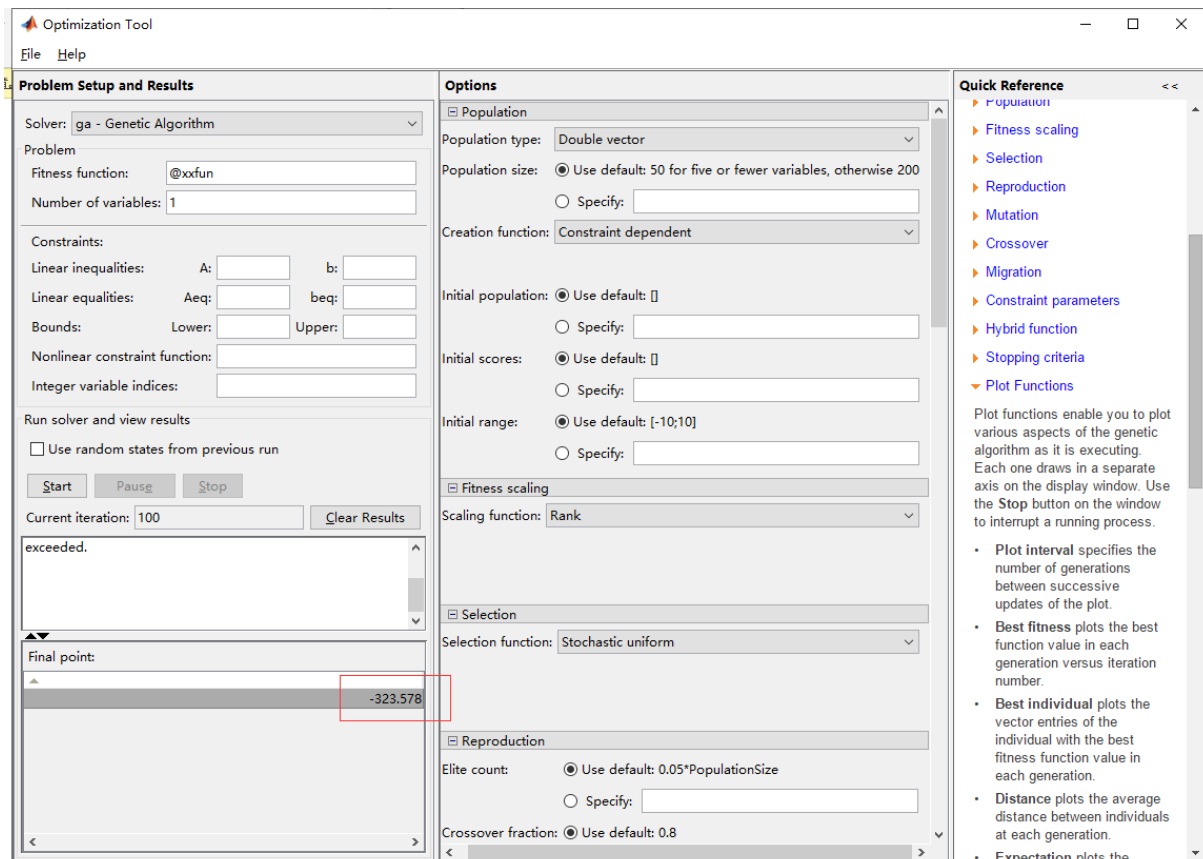 Optimization Tool
File Help
Problem Setup and Results
Solver: ga - Genetic Algorithm
Problem
Fitness function: @xxfun
Number of variables: 1
Constraints:
Linear inequalities: A: b:
Linear equalities: Aeq: beq:
Bounds: Lower: Upper:
Nonlinear constraint function:
Integer variable indices:
Run solver and view results
Use random states from previous run
Start Pause Stop
Current iteration: 100 Clear Results
exceeded.
Final point:
-323.578
Options
Population
Population type: Double vector
Population size: Use default: 50 for five or fewer variables, otherwise 200
Specify:
Creation function: Constraint dependent
Initial population: Use default: []
Specify:
Initial scores: Use default: []
Specify:
Initial range: Use default: [-10;10]
Specify:
Fitness scaling
Scaling function: Rank
Selection
Selection function: Stochastic uniform
Reproduction
Elite count: Use default: 0.05*PopulationSize
Specify:
Crossover fraction: Use default: 0.8
Quick Reference <<
Population
Fitness scaling
Selection
Reproduction
Mutation
Crossover
Migration
Constraint parameters
Hybrid function
Stopping criteria
Plot Functions
Plot functions enable you to plot
various aspects of the genetic
algorithm as it is executing.
Each one draws in a separate
axis on the display window. Use
the Stop button on the window
to interrupt a running process.
• Plot interval specifies the
number of generations
between successive
updates of the plot.
• Best fitness plots the best
function value in each
generation versus iteration
number.
• Best individual plots the
vector entries of the
individual with the best
fitness function value in
each generation.
• Distance plots the average
distance between individuals
at each generation.
• Expectation plots the